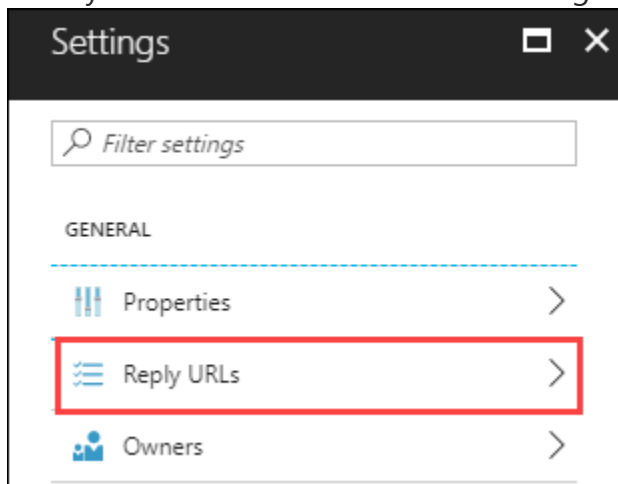 Settings
Filter settings
GENERAL
Properties
Reply URLs
Owners